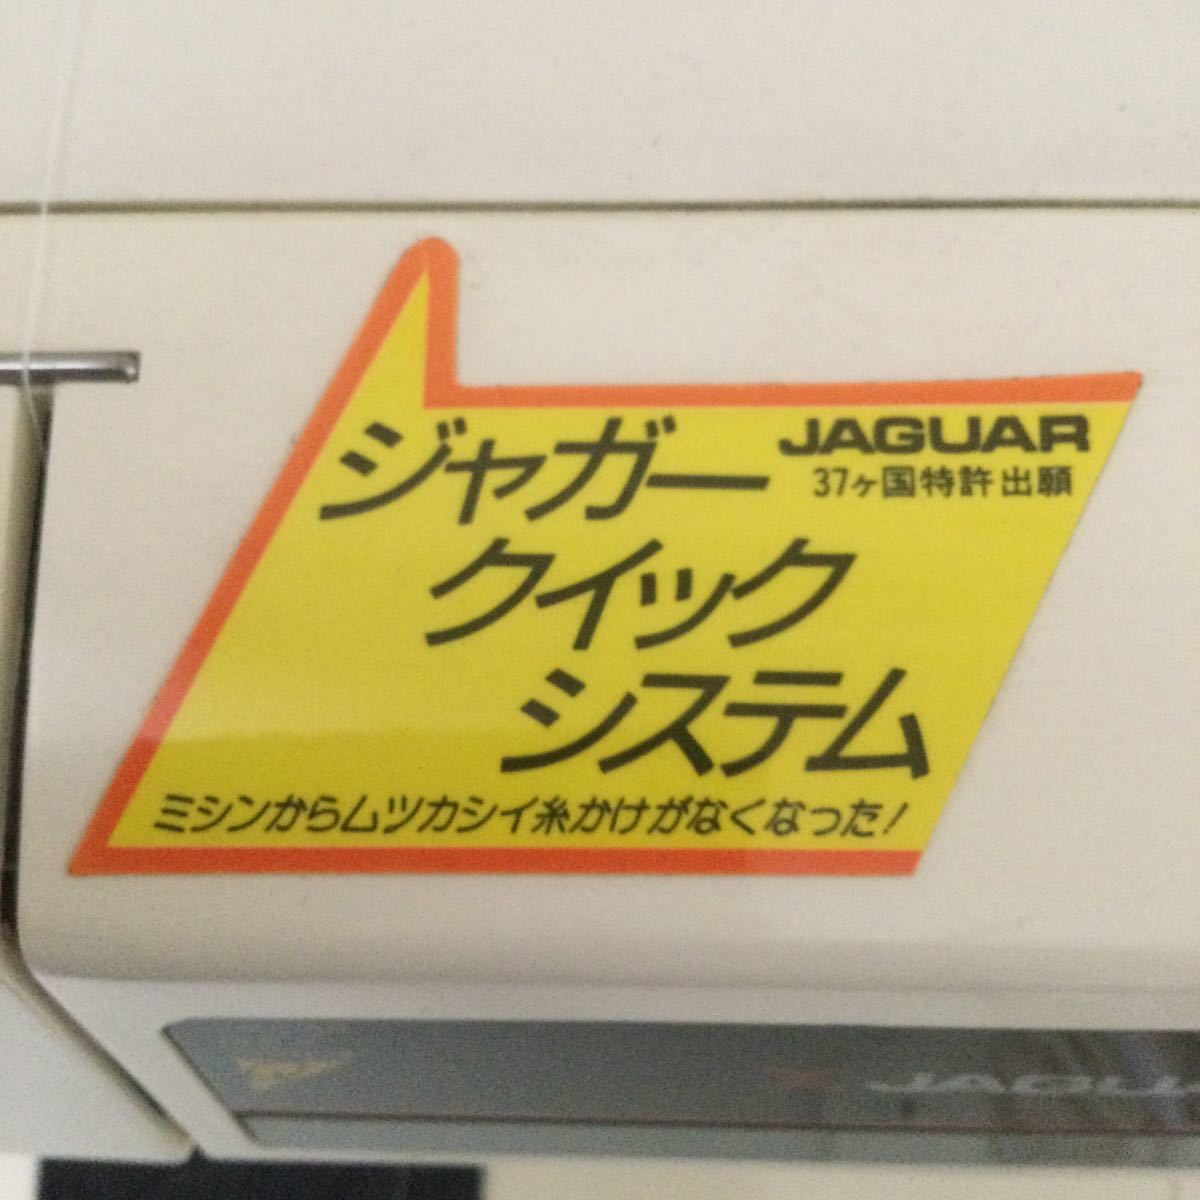 ジャガー
JAGUAR
37ヶ国特許出願
クイック
システム
ミシンからムツカシイ糸かけがなくなった!